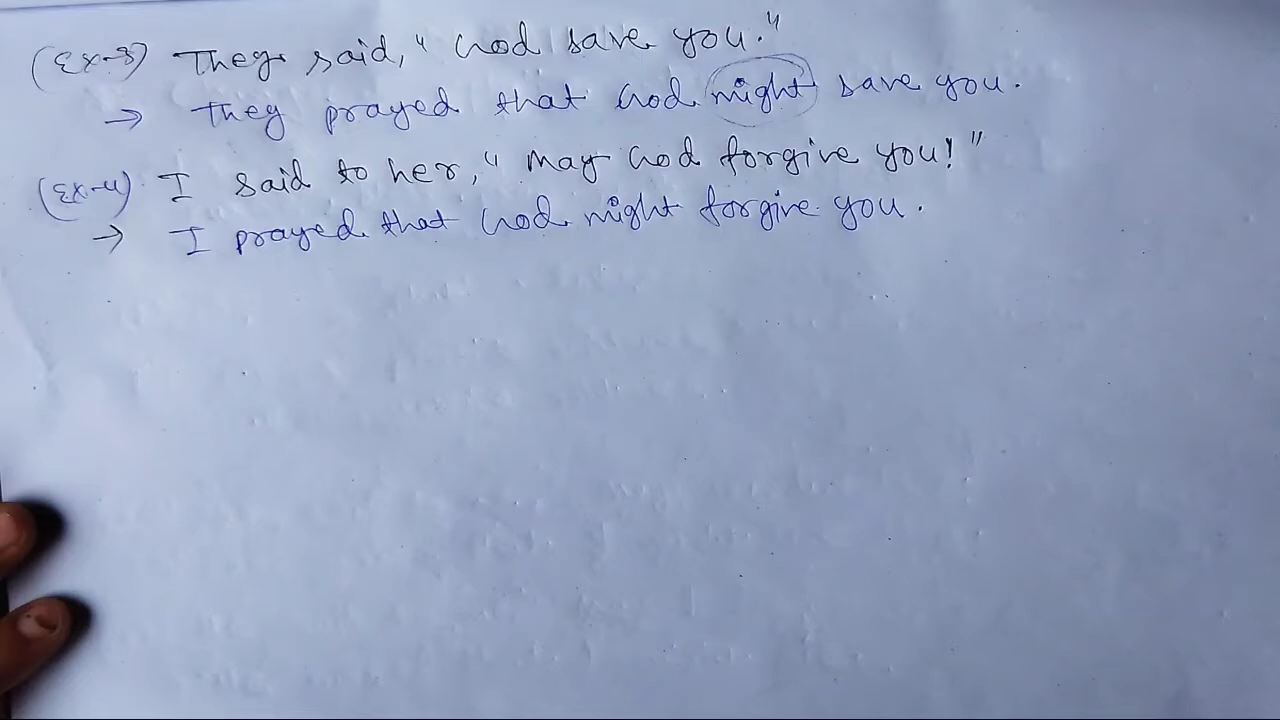 (Ex-3) They said, "God save you."
→ They prayed that God might save you.
(Ex-4) I said to her, "May God forgive you!"
→ I prayed that God might forgive you.